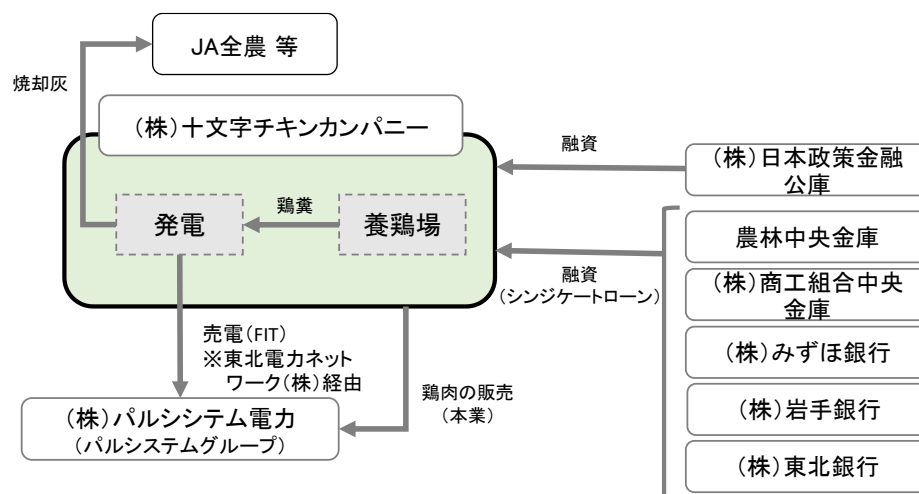 JA全農 等
焼却灰
(株)十文字チキンカンパニー
融資
(株)日本政策金融
公庫
鶏糞
発電
養鶏場
農林中央金庫
融資
(シンジケートローン)
(株)商工組合中央
金庫
売電(FIT)
※東北電力ネット
ワーク(株)経由
(株)みずほ銀行
鶏肉の販売
(本業)
(株)岩手銀行
(株)パルシシテム電力
(パルシステムグループ)
(株)東北銀行